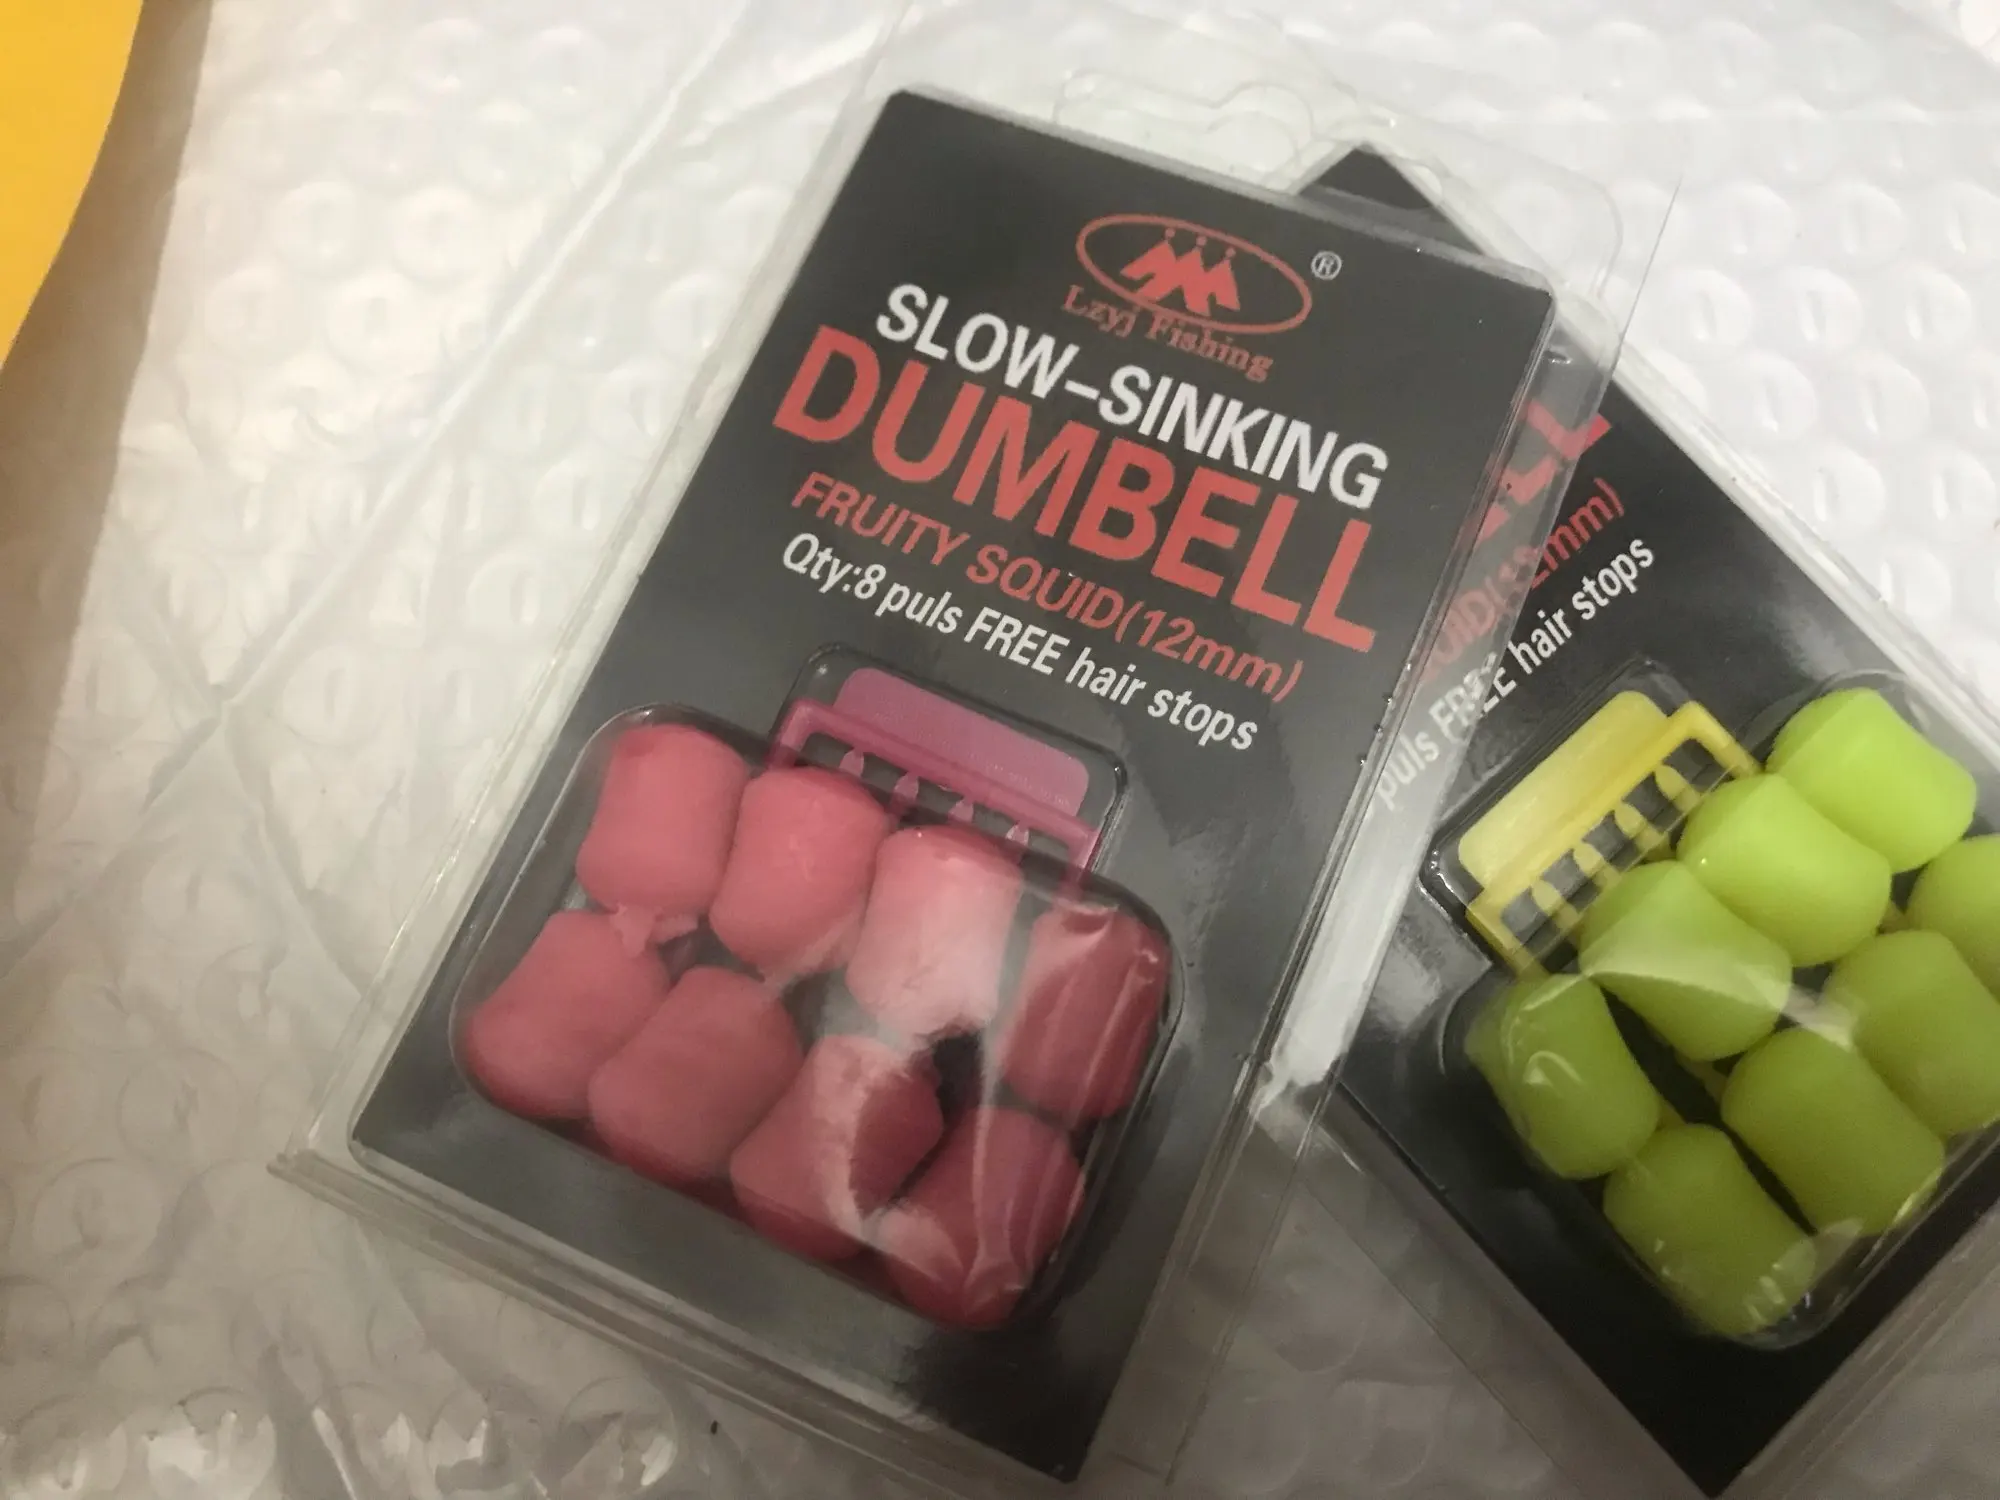 ®
Lzyj Fishing
SLOW-SINKING
DUMBELL
FRUITY SQUID(12mm)
Qty:8 puls FREE hair stops
puls FREE hair stops